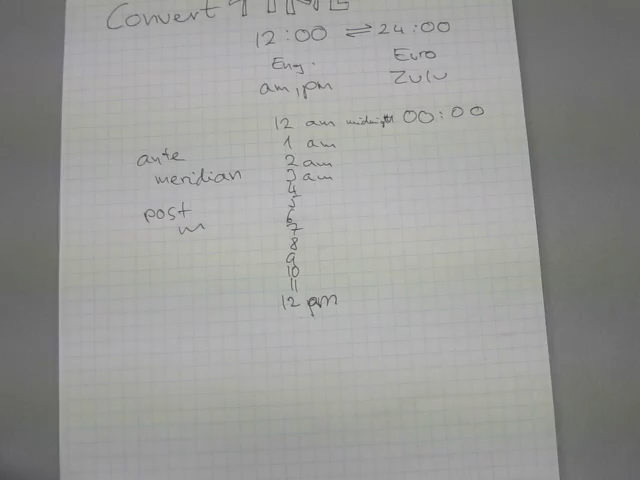 Convert TIME
12:00 ⇌ 24:00
Eng. Euro
am, pm Zulu
12 am midnight 00:00
1 am
ante 2 am
meridian 3 am
4
5
post 6
m 7
8
9
10
11
12 pm